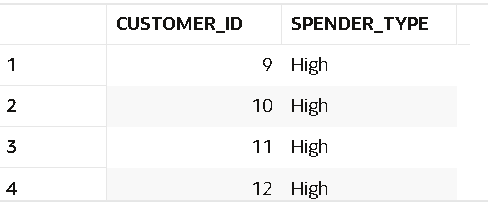 CUSTOMER_ID SPENDER_TYPE
1 9 High
2 10 High
3 11 High
4 12 High